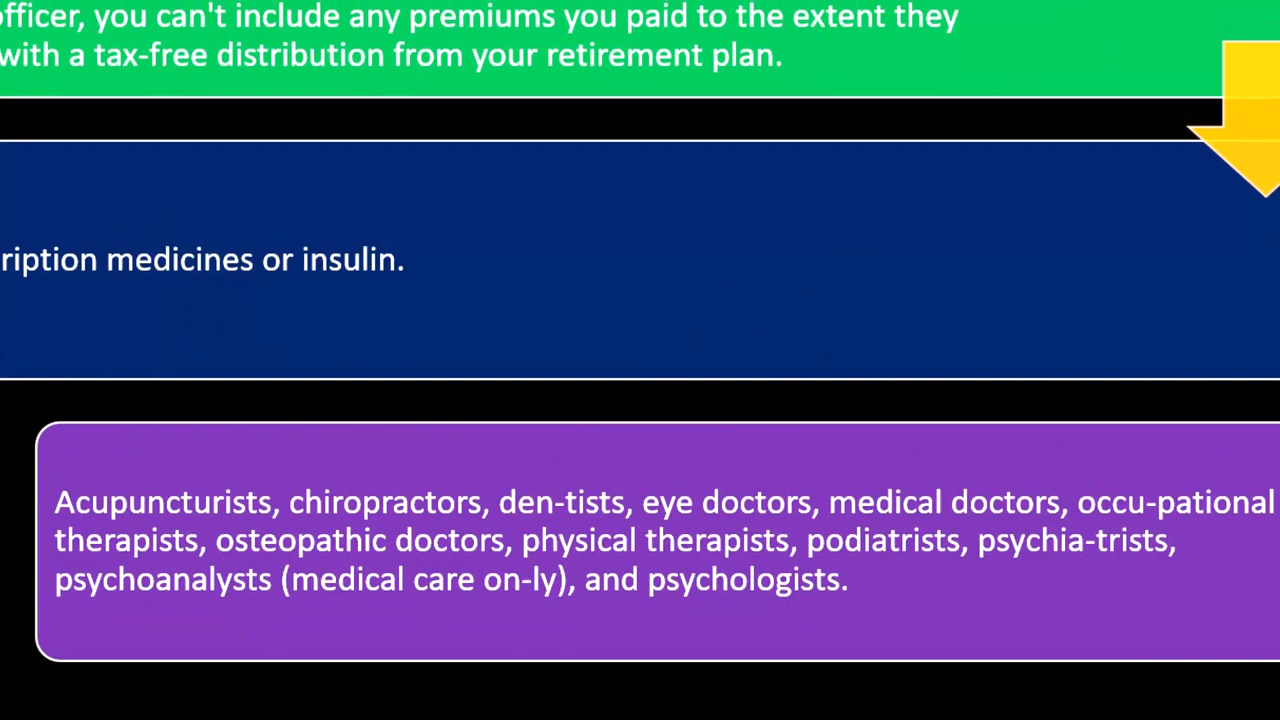 officer, you can't include any premiums you paid to the extent they
with a tax-free distribution from your retirement plan.
ription medicines or insulin.
Acupuncturists, chiropractors, den-tists, eye doctors, medical doctors, occu-pational
therapists, osteopathic doctors, physical therapists, podiatrists, psychia-trists,
psychoanalysts (medical care on-ly), and psychologists.